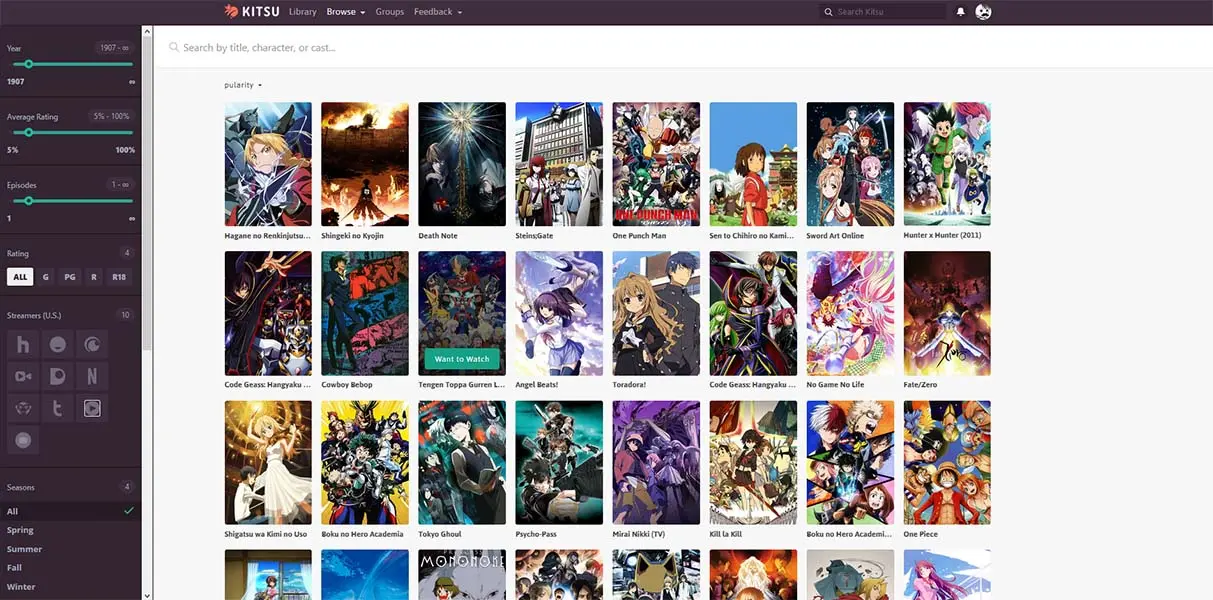 KITSU Library Browse Groups Feedback Search Kitsu
Search by title, character, or cast...
Year 1907 - ∞
1907 ∞
Average Rating 5% - 100%
5% 100%
Episodes 1 - ∞
1 ∞
Rating 4
ALL G PG R R18
Streamers (U.S.) 10
Seasons 4
All
Spring
Summer
Fall
Winter
pularity
ONE PUNCH MAN
Hagane no Renkinjutsu... Shingeki no Kyojin Death Note Steins;Gate One Punch Man Sen to Chihiro no Kami... Sword Art Online Hunter x Hunter (2011)
Want to Watch
Code Geass: Hangyaku ... Cowboy Bebop Tengen Toppa Gurren L... Angel Beats! Toradora! Code Geass: Hangyaku ... No Game No Life Fate/Zero
Shigatsu wa Kimi no Uso Boku no Hero Academia Tokyo Ghoul Psycho-Pass Mirai Nikki (TV) Kill la Kill Boku no Hero Academi... One Piece
MONONOKE